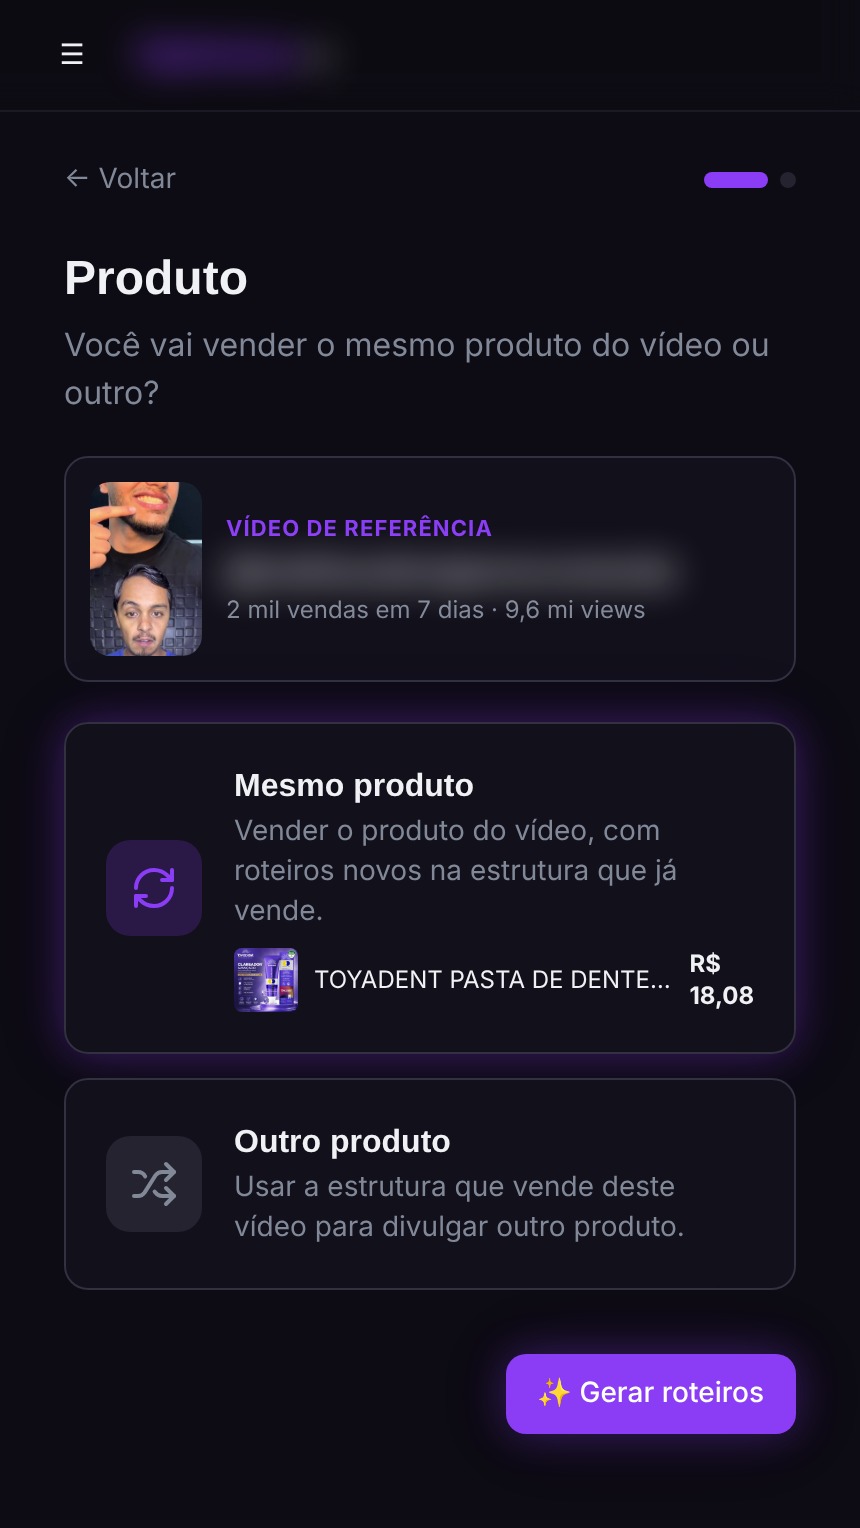 ☰
← Voltar
Produto
Você vai vender o mesmo produto do vídeo ou
outro?
VÍDEO DE REFERÊNCIA
2 mil vendas em 7 dias · 9,6 mi views
Mesmo produto
Vender o produto do vídeo, com
roteiros novos na estrutura que já
vende.
TOYADENT PASTA DE DENTE...
R$
18,08
Outro produto
Usar a estrutura que vende deste
vídeo para divulgar outro produto.
✨ Gerar roteiros